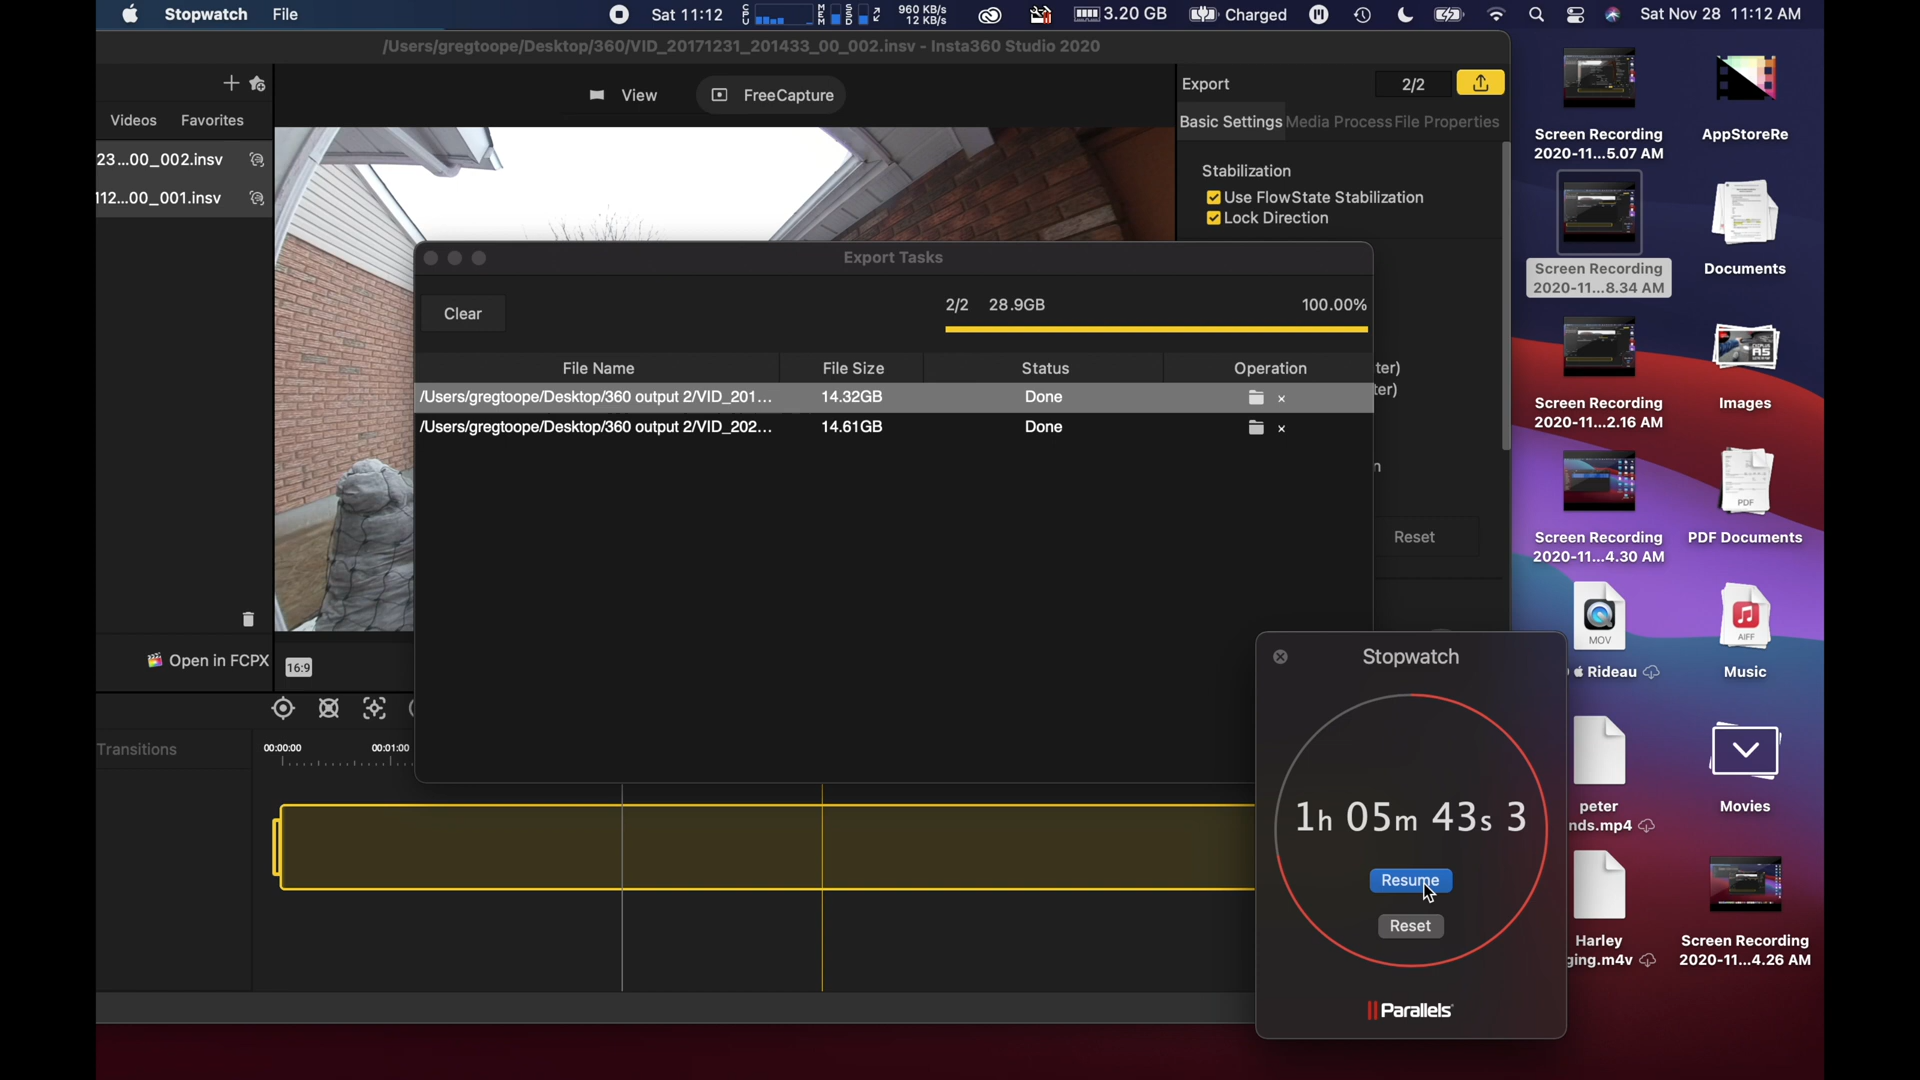 Stopwatch File Sat 11:12 CPU MEM SSD 960 KB/s 12 KB/s 3.20 GB Charged Sat Nov 28 11:12 AM
/Users/gregtoope/Desktop/360/VID_20171231_201433_00_002.insv - Insta360 Studio 2020
View FreeCapture
Export 2/2
Videos Favorites
Basic Settings Media Process File Properties
23...00_002.insv
112...00_001.insv
Stabilization
Use FlowState Stabilization
Lock Direction
Export Tasks
Clear
2/2 28.9GB 100.00%
File Name File Size Status Operation
/Users/gregtoope/Desktop/360 output 2/VID_201... 14.32GB Done
/Users/gregtoope/Desktop/360 output 2/VID_202... 14.61GB Done
ter)
ter)
n
Reset
Open in FCPX
16:9
Transitions
00:00:00 00:01:00
Stopwatch
1h 05m 43s 3
Resume
Reset
Parallels
Screen Recording
2020-11...5.07 AM
AppStoreRe
Screen Recording
2020-11...8.34 AM
Documents
Screen Recording
2020-11...2.16 AM
Images
Screen Recording
2020-11...4.30 AM
PDF
PDF Documents
MOV
Rideau
AIFF
Music
peter
nds.mp4
Movies
Harley
ging.m4v
Screen Recording
2020-11...4.26 AM